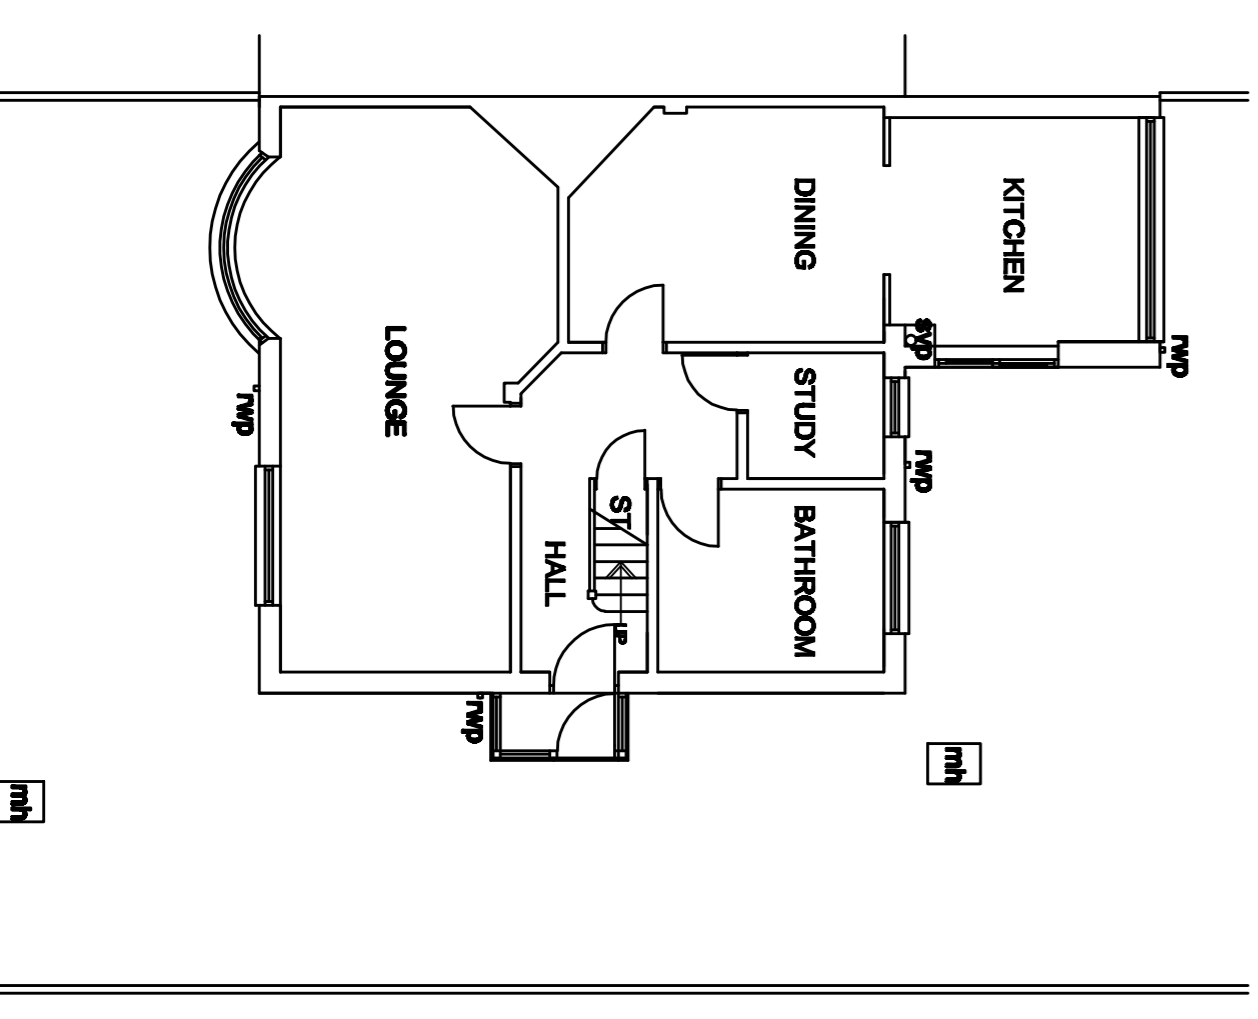 KITCHEN
DINING
svp
rwp
LOUNGE
STUDY
rwp
rwp
ST
BATHROOM
HALL
UP
rwp
mh
mh